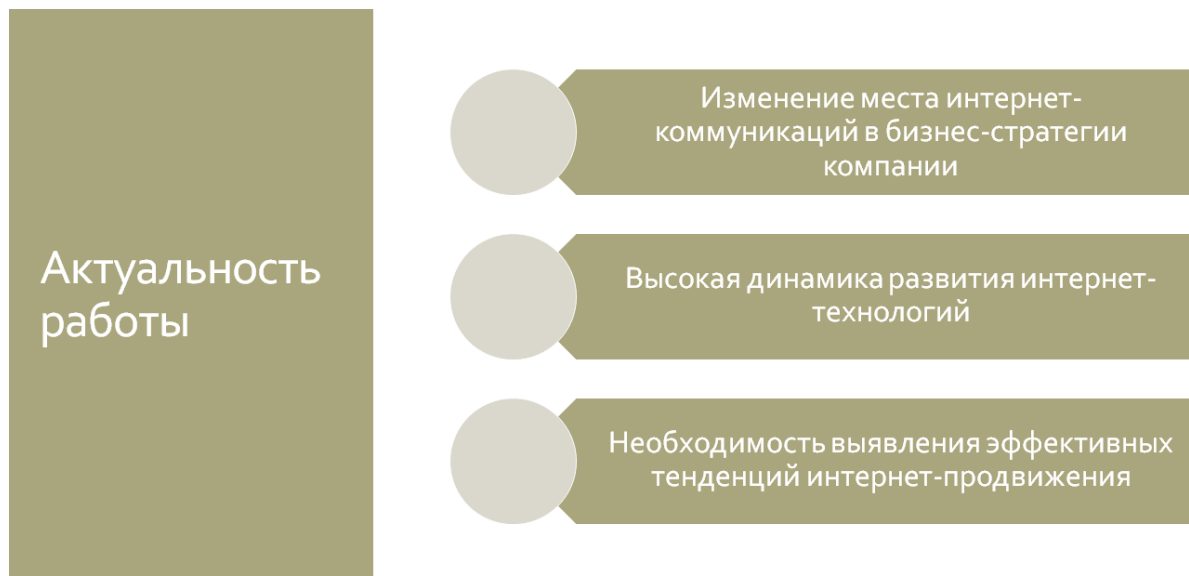 Актуальность
работы
Изменение места интернет-
коммуникаций в бизнес-стратегии
компании
Высокая динамика развития интернет-
технологий
Необходимость выявления эффективных
тенденций интернет-продвижения